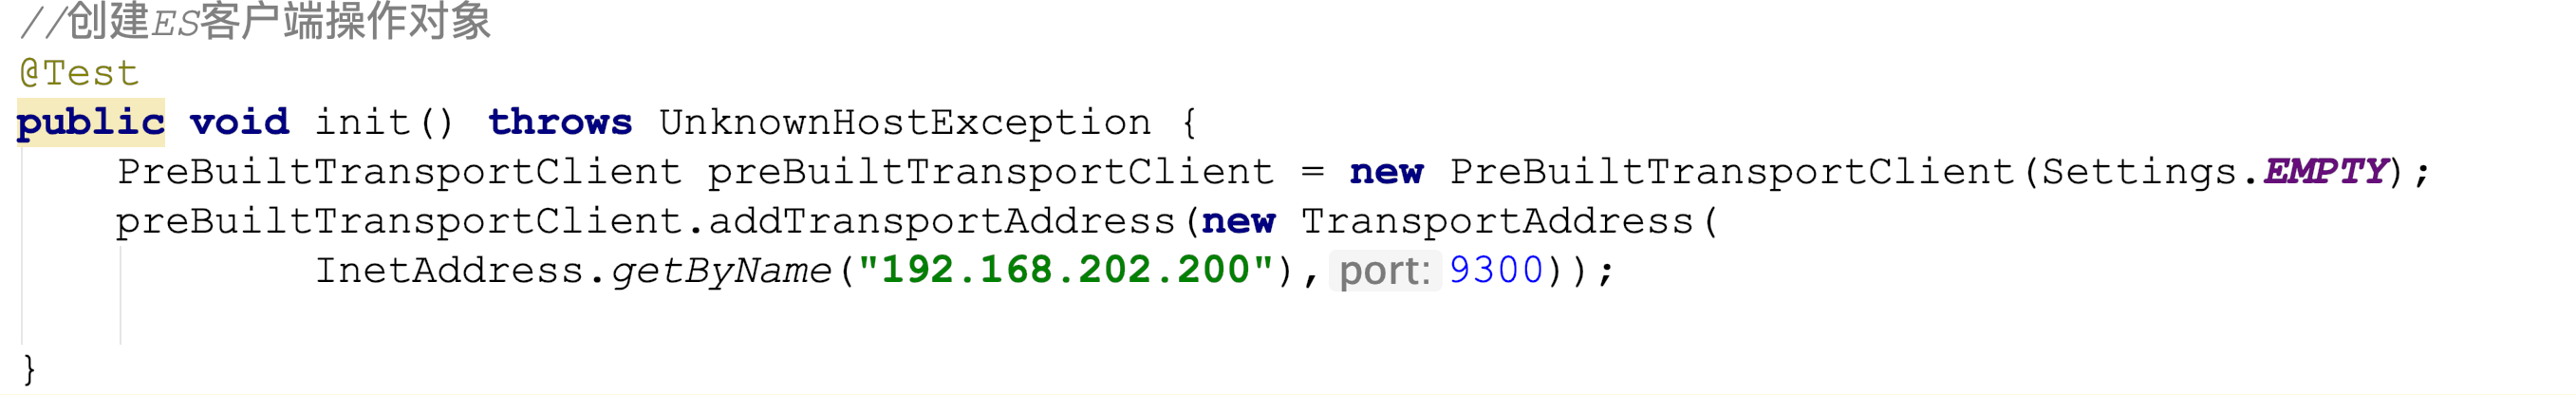 //创建ES客户端操作对象
@Test
public void init() throws UnknownHostException {
    PreBuiltTransportClient preBuiltTransportClient = new PreBuiltTransportClient(Settings.EMPTY);
    preBuiltTransportClient.addTransportAddress(new TransportAddress(
            InetAddress.getByName("192.168.202.200"), port: 9300));
}